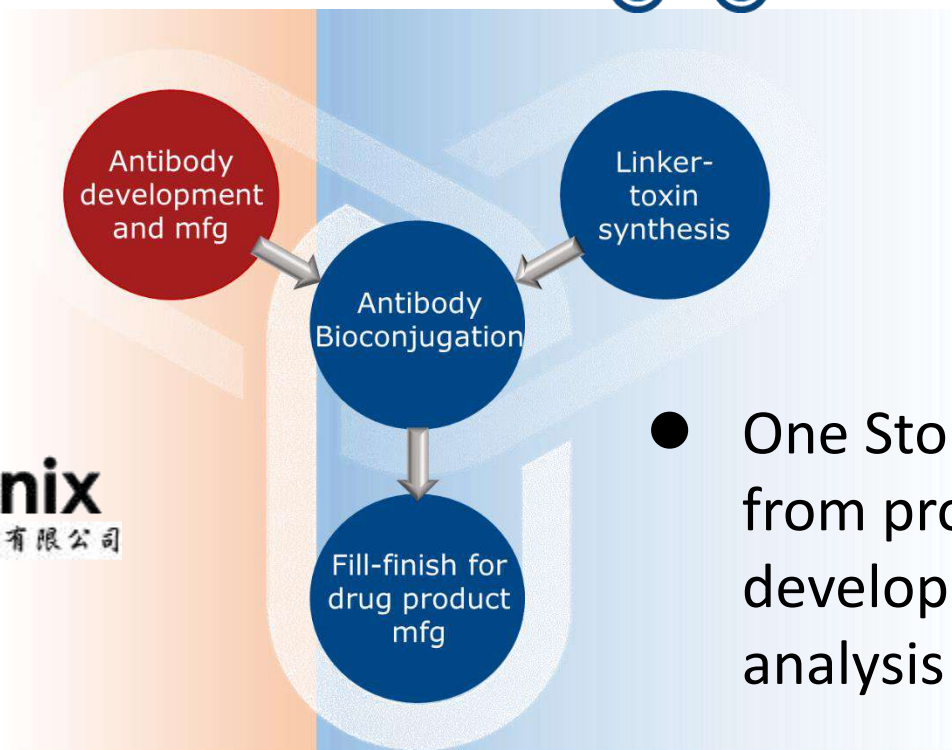 Antibody
development
and mfg
Linker-
toxin
synthesis
Antibody
Bioconjugation
Fill-finish for
drug product
mfg
nix
有限公司
One Sto
from pro
develop
analysis